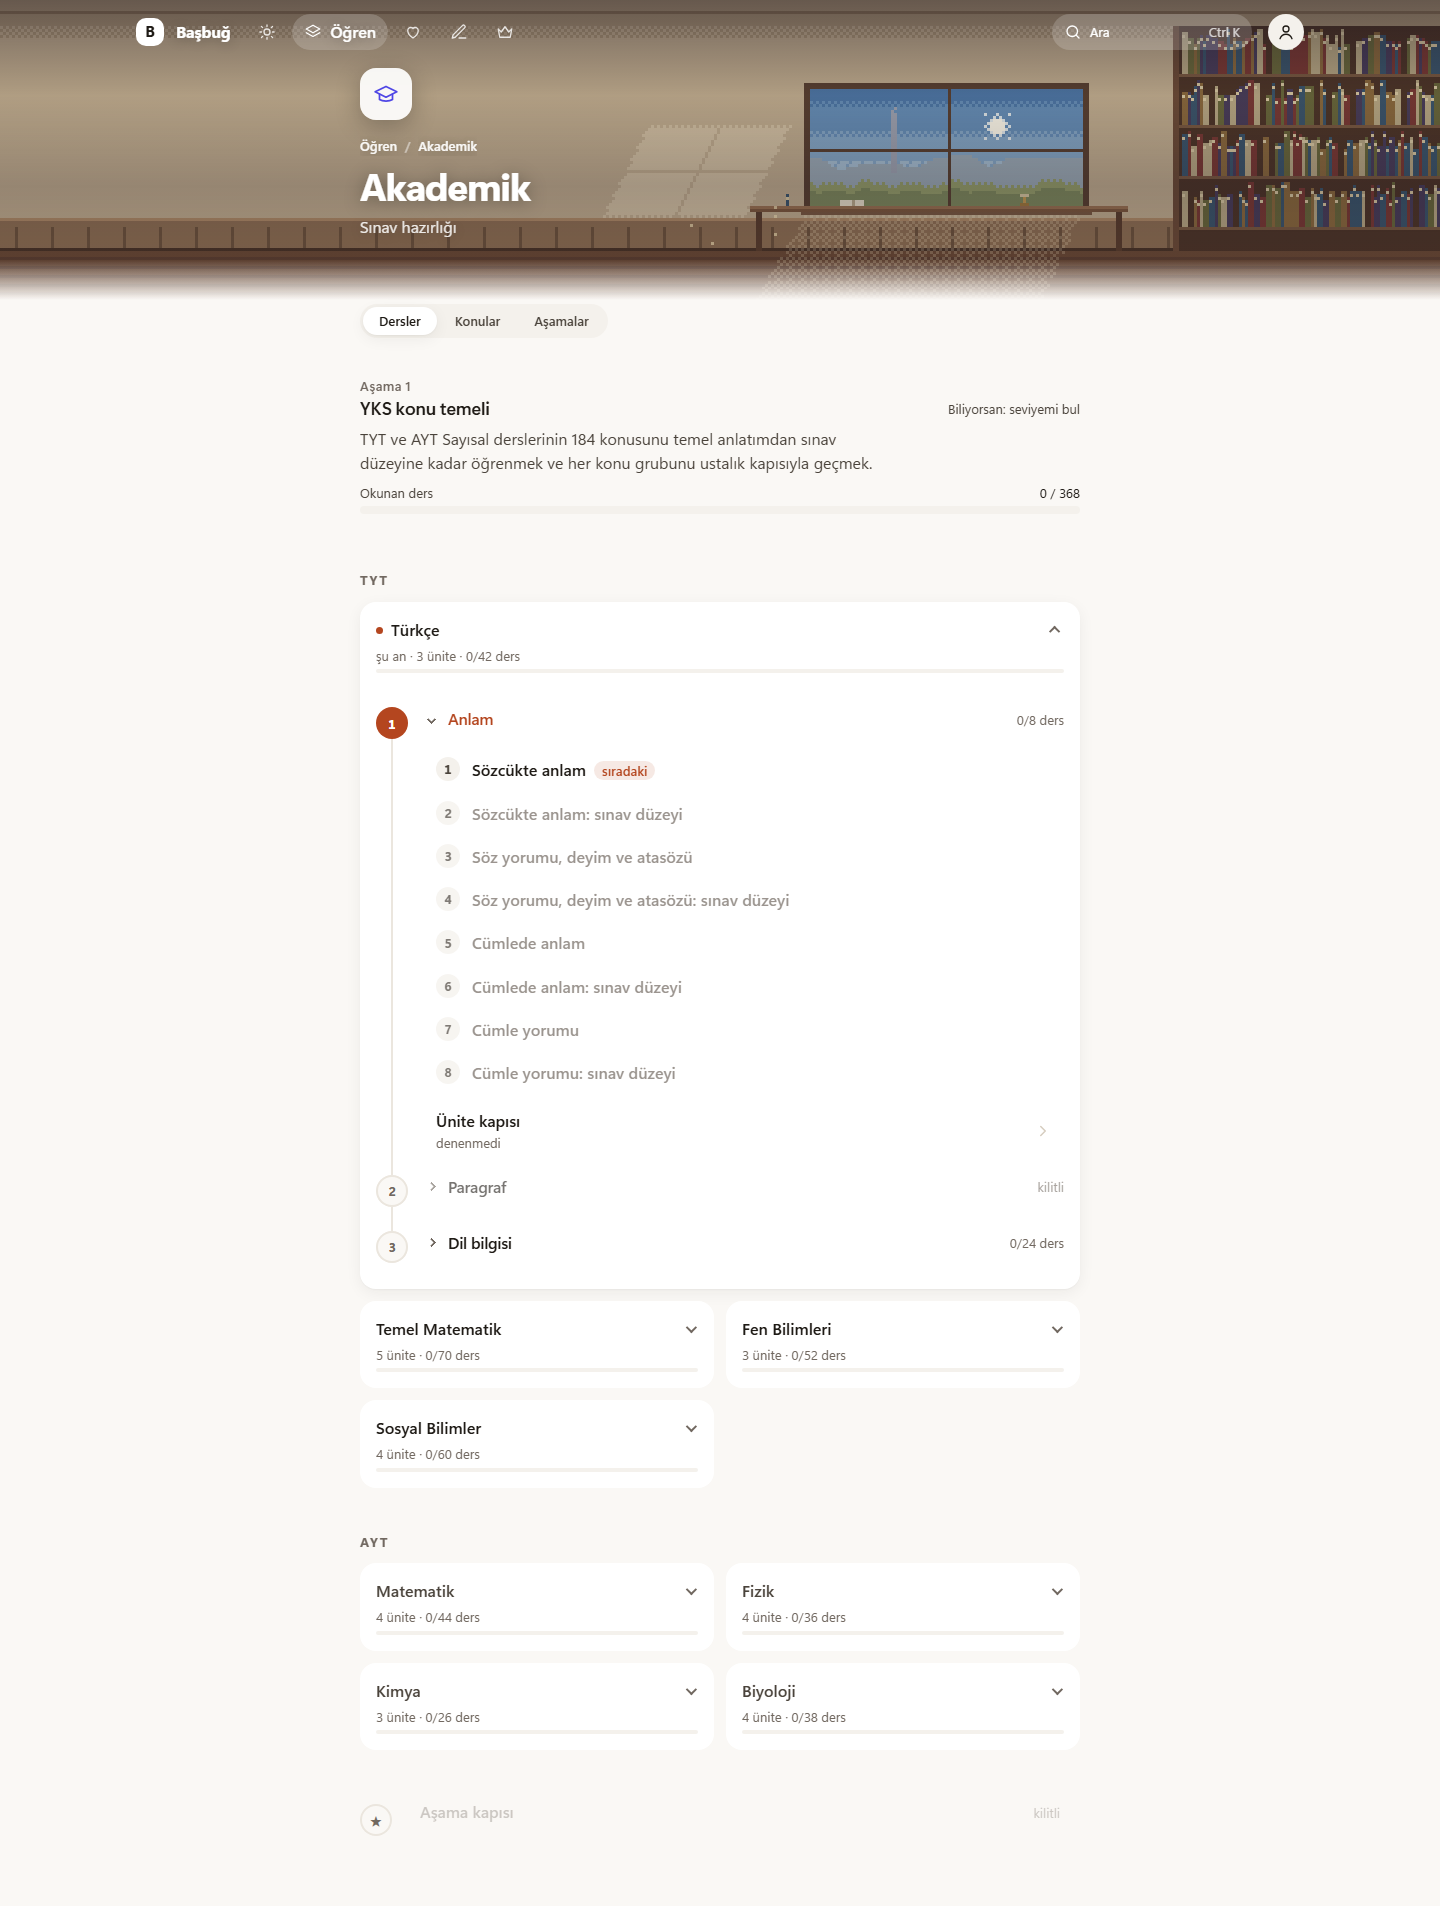 B Başbuğ Öğren Ara Ctrl K
Öğren / Akademik
Akademik
Sınav hazırlığı
Dersler Konular Aşamalar
Aşama 1
YKS konu temeli Biliyorsan: seviyemi bul
TYT ve AYT Sayısal derslerinin 184 konusunu temel anlatımdan sınav
düzeyine kadar öğrenmek ve her konu grubunu ustalık kapısıyla geçmek.
Okunan ders 0 / 368
TYT
Türkçe
şu an · 3 ünite · 0/42 ders
1 Anlam 0/8 ders
1 Sözcükte anlam sıradaki
2 Sözcükte anlam: sınav düzeyi
3 Söz yorumu, deyim ve atasözü
4 Söz yorumu, deyim ve atasözü: sınav düzeyi
5 Cümlede anlam
6 Cümlede anlam: sınav düzeyi
7 Cümle yorumu
8 Cümle yorumu: sınav düzeyi
Ünite kapısı
denenmedi
2 Paragraf kilitli
3 Dil bilgisi 0/24 ders
Temel Matematik
5 ünite · 0/70 ders
Fen Bilimleri
3 ünite · 0/52 ders
Sosyal Bilimler
4 ünite · 0/60 ders
AYT
Matematik
4 ünite · 0/44 ders
Fizik
4 ünite · 0/36 ders
Kimya
3 ünite · 0/26 ders
Biyoloji
4 ünite · 0/38 ders
Aşama kapısı kilitli